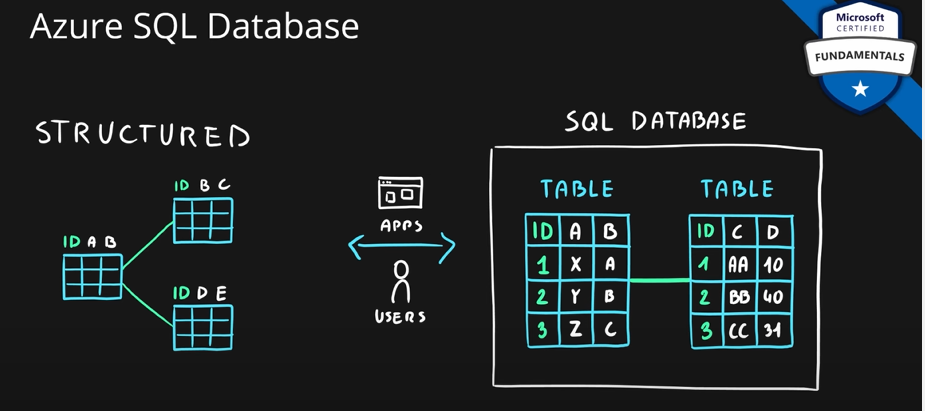 Azure SQL Database
Microsoft
CERTIFIED
FUNDAMENTALS
STRUCTURED
ID B C
ID A B
ID D E
APPS
USERS
SQL DATABASE
TABLE
ID A B
1 X A
2 Y B
3 Z C
TABLE
ID C D
1 AA 10
2 BB 40
3 CC 31